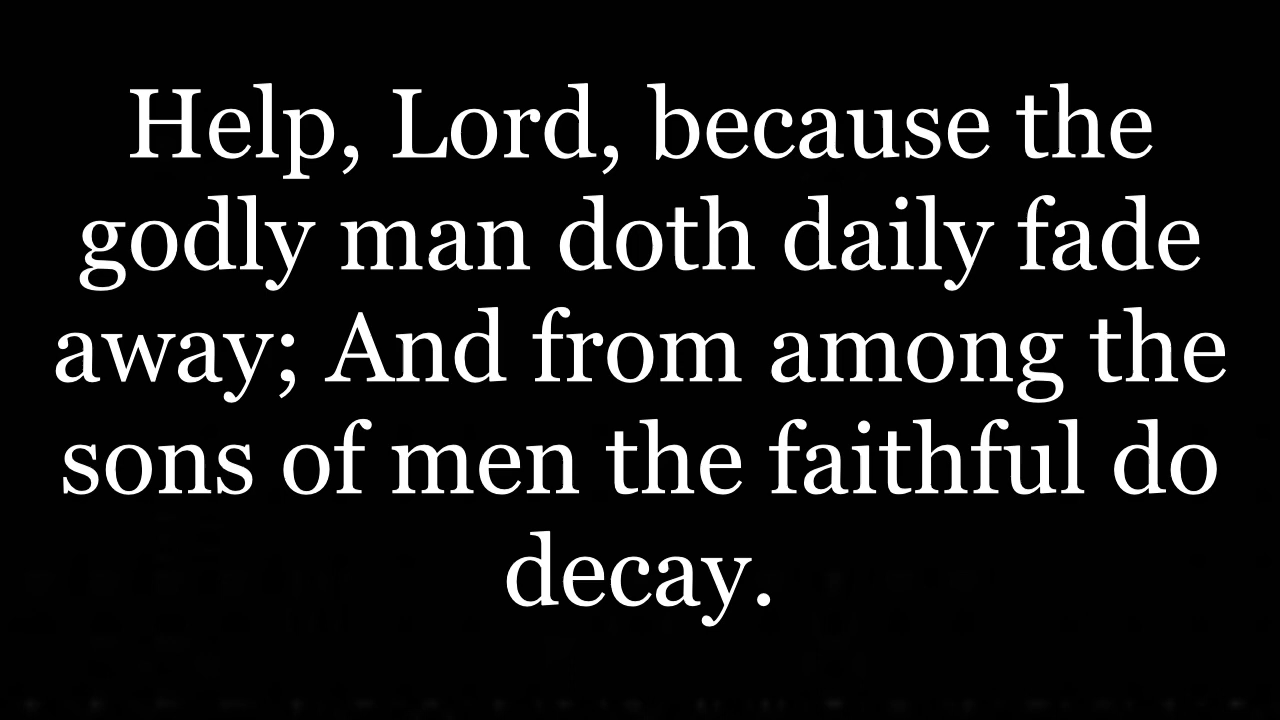 Help, Lord, because the
godly man doth daily fade
away; And from among the
sons of men the faithful do
decay.